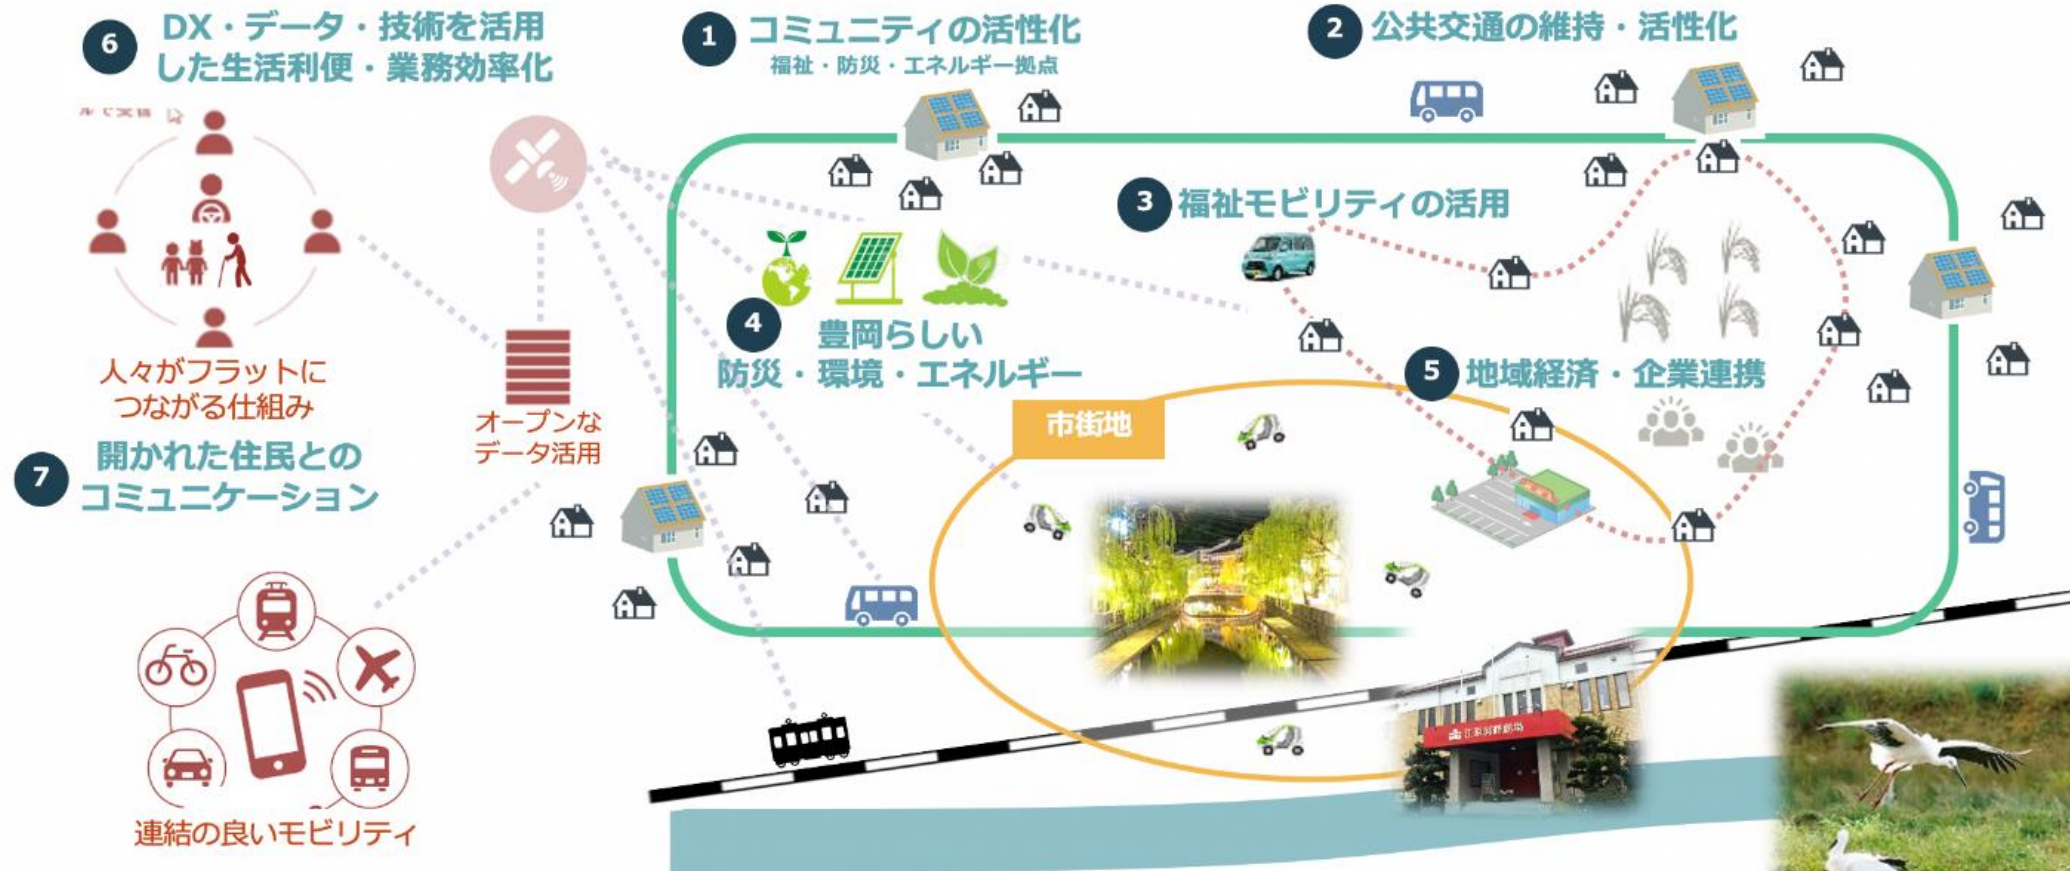 6
DX・データ・技術を活用
した生活利便・業務効率化
1
コミュニティの活性化
福祉・防災・エネルギー拠点
2
公共交通の維持・活性化
3
福祉モビリティの活用
4
豊岡らしい
防災・環境・エネルギー
5
地域経済・企業連携
市街地
人々がフラットに
つながる仕組み
オープンな
データ活用
7
開かれた住民との
コミュニケーション
連結の良いモビリティ